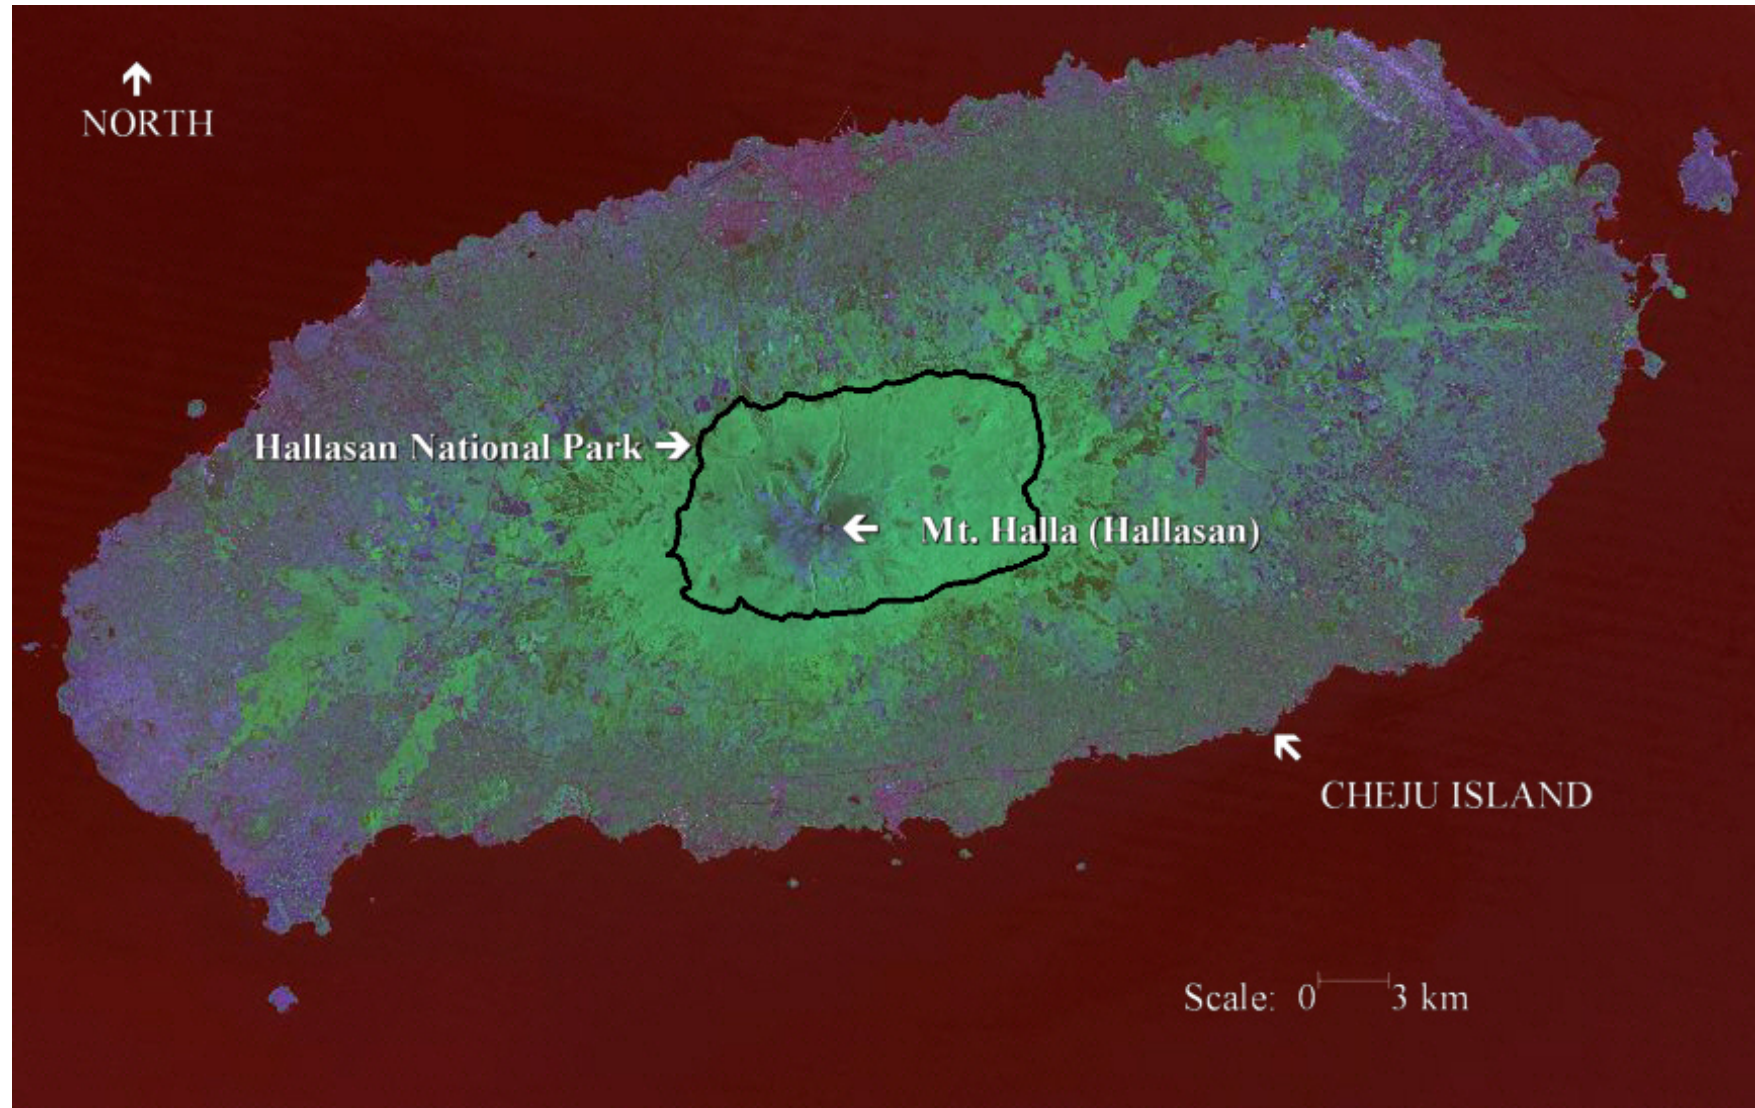 NORTH
Hallasan National Park
Mt. Halla (Hallasan)
CHEJU ISLAND
Scale: 0 3 km